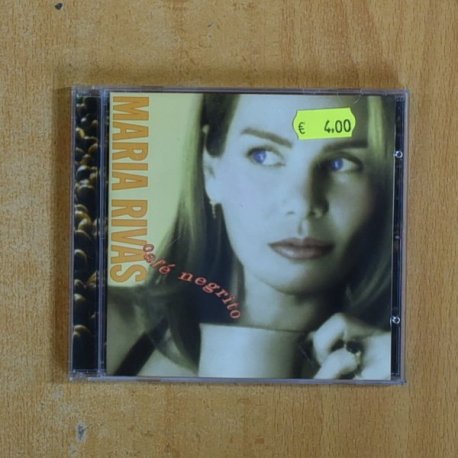 MARIA RIVAS
café negrito
€ 4,00